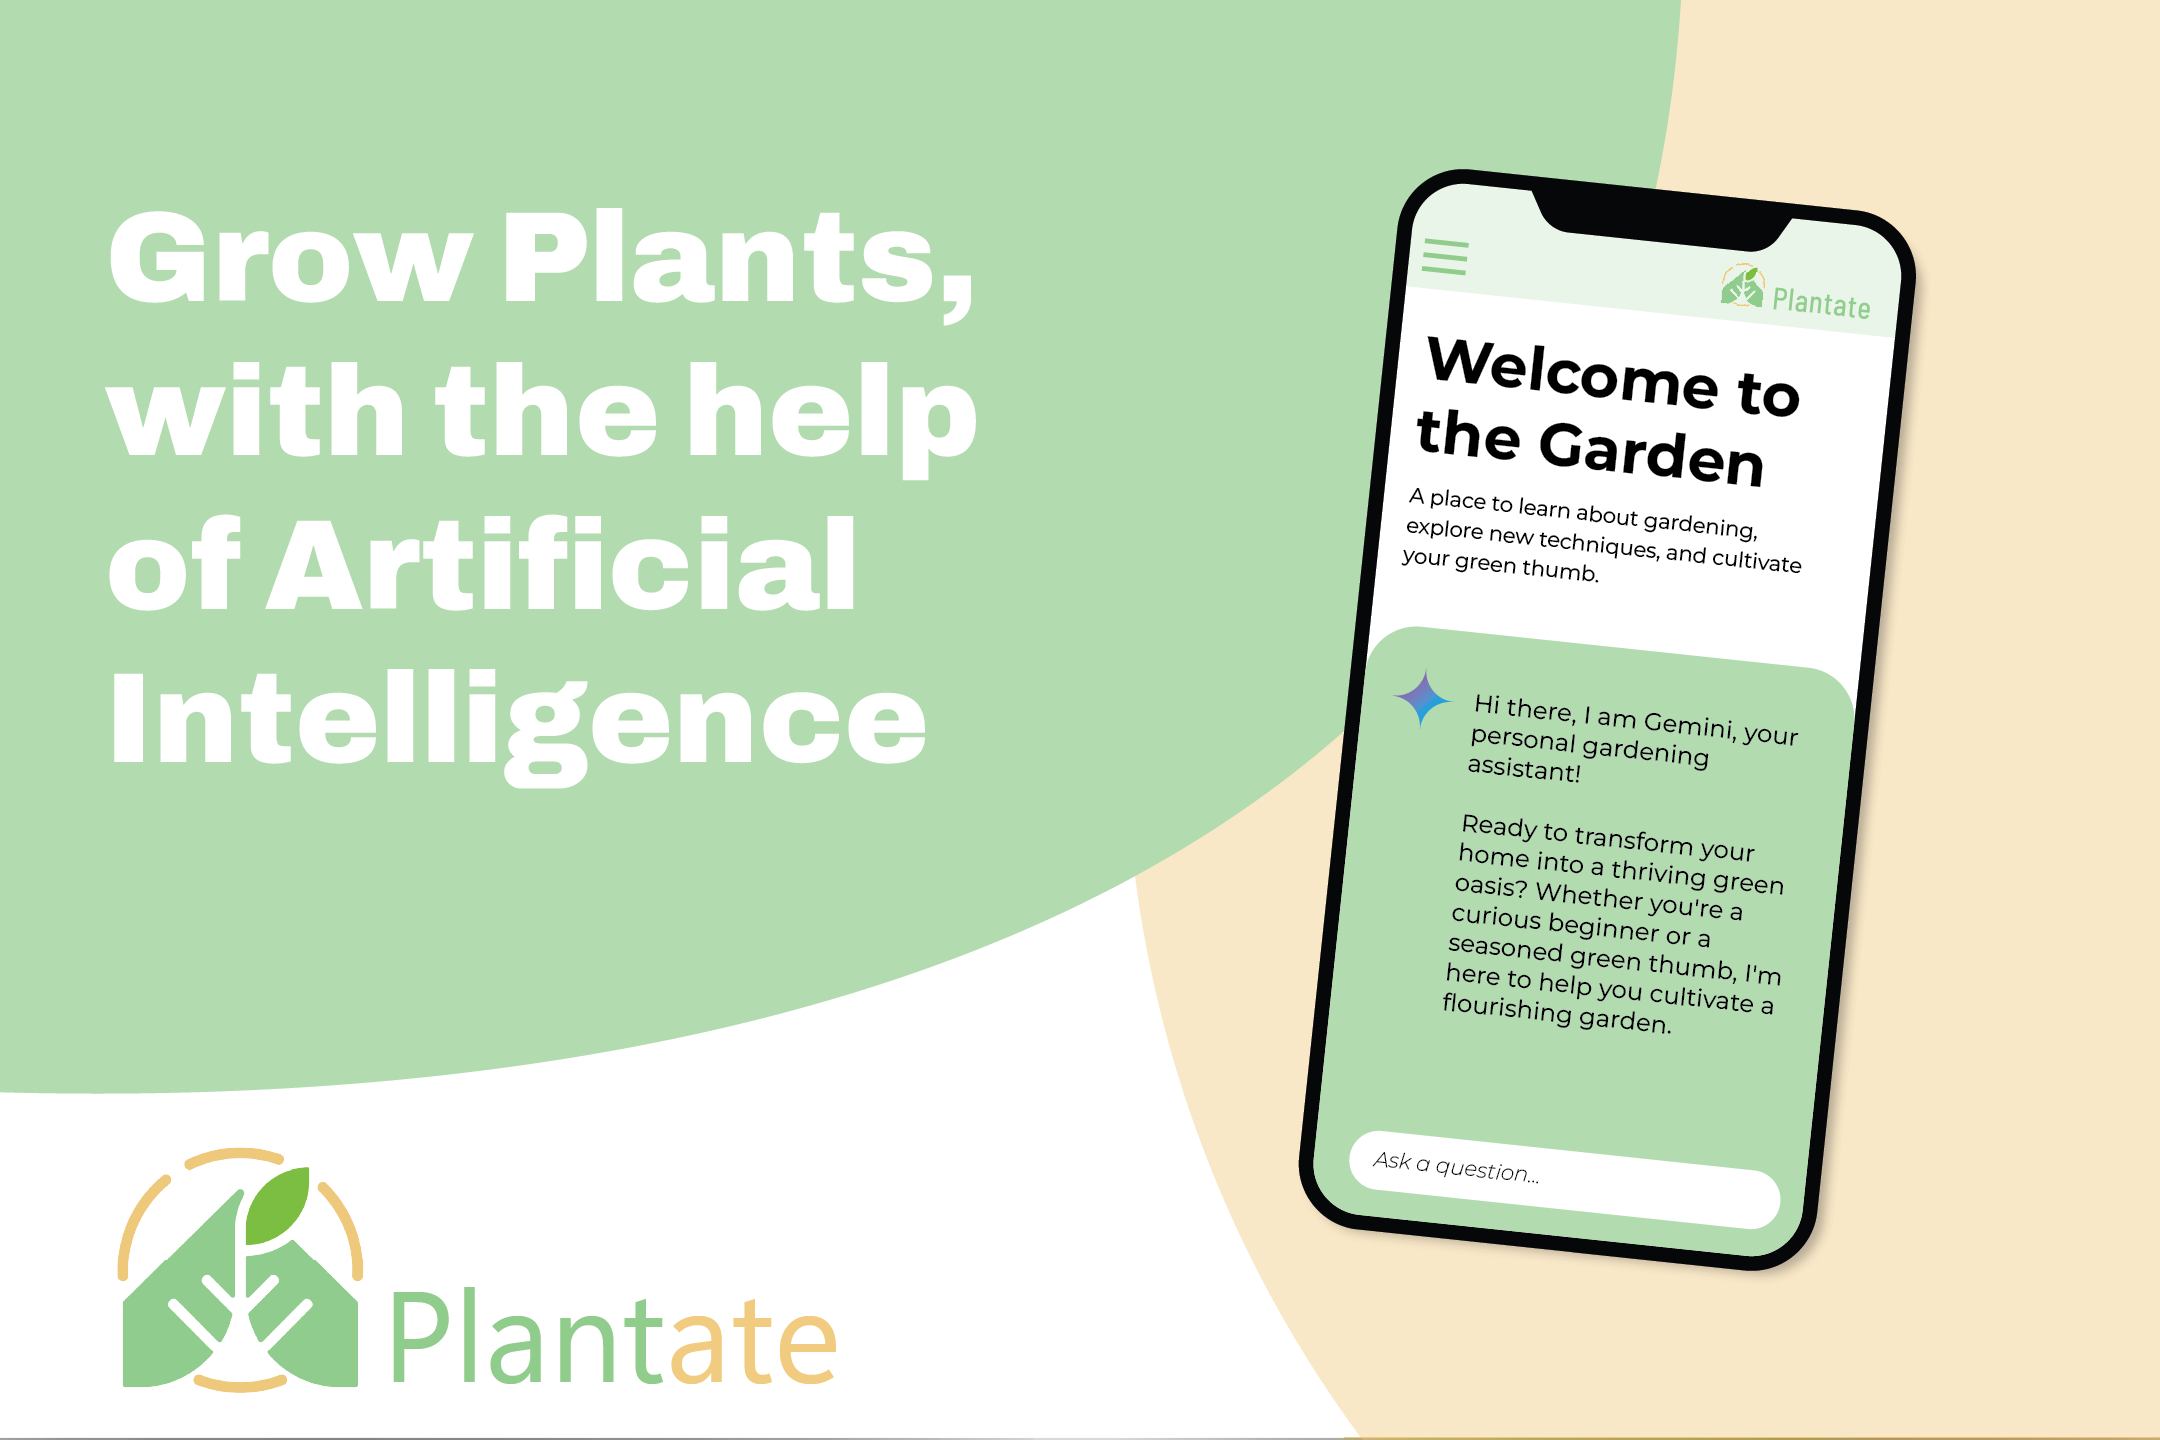 Grow Plants,
with the help
of Artificial
Intelligence
Plantate
Plantate
Welcome to
the Garden
A place to learn about gardening,
explore new techniques, and cultivate
your green thumb.
Hi there, I am Gemini, your
personal gardening
assistant!
Ready to transform your
home into a thriving green
oasis? Whether you're a
curious beginner or a
seasoned green thumb, I'm
here to help you cultivate a
flourishing garden.
Ask a question...